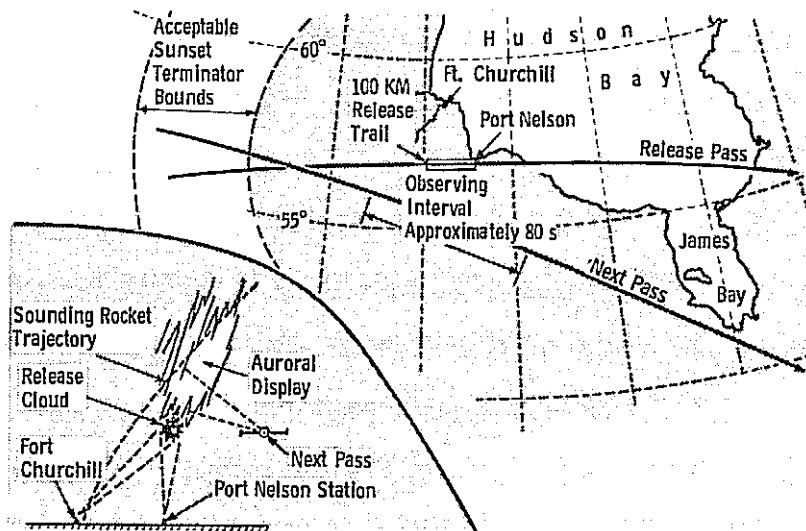 Acceptable
Sunset
Terminator
Bounds
60°
Hudson
Bay
Ft. Churchill
100 KM
Release
Trail
Port Nelson
Release Pass
Observing
Interval
Approximately 80 s
55°
James
Bay
Next Pass
Sounding Rocket
Trajectory
Release
Cloud
Auroral
Display
Fort
Churchill
Next Pass
Port Nelson Station